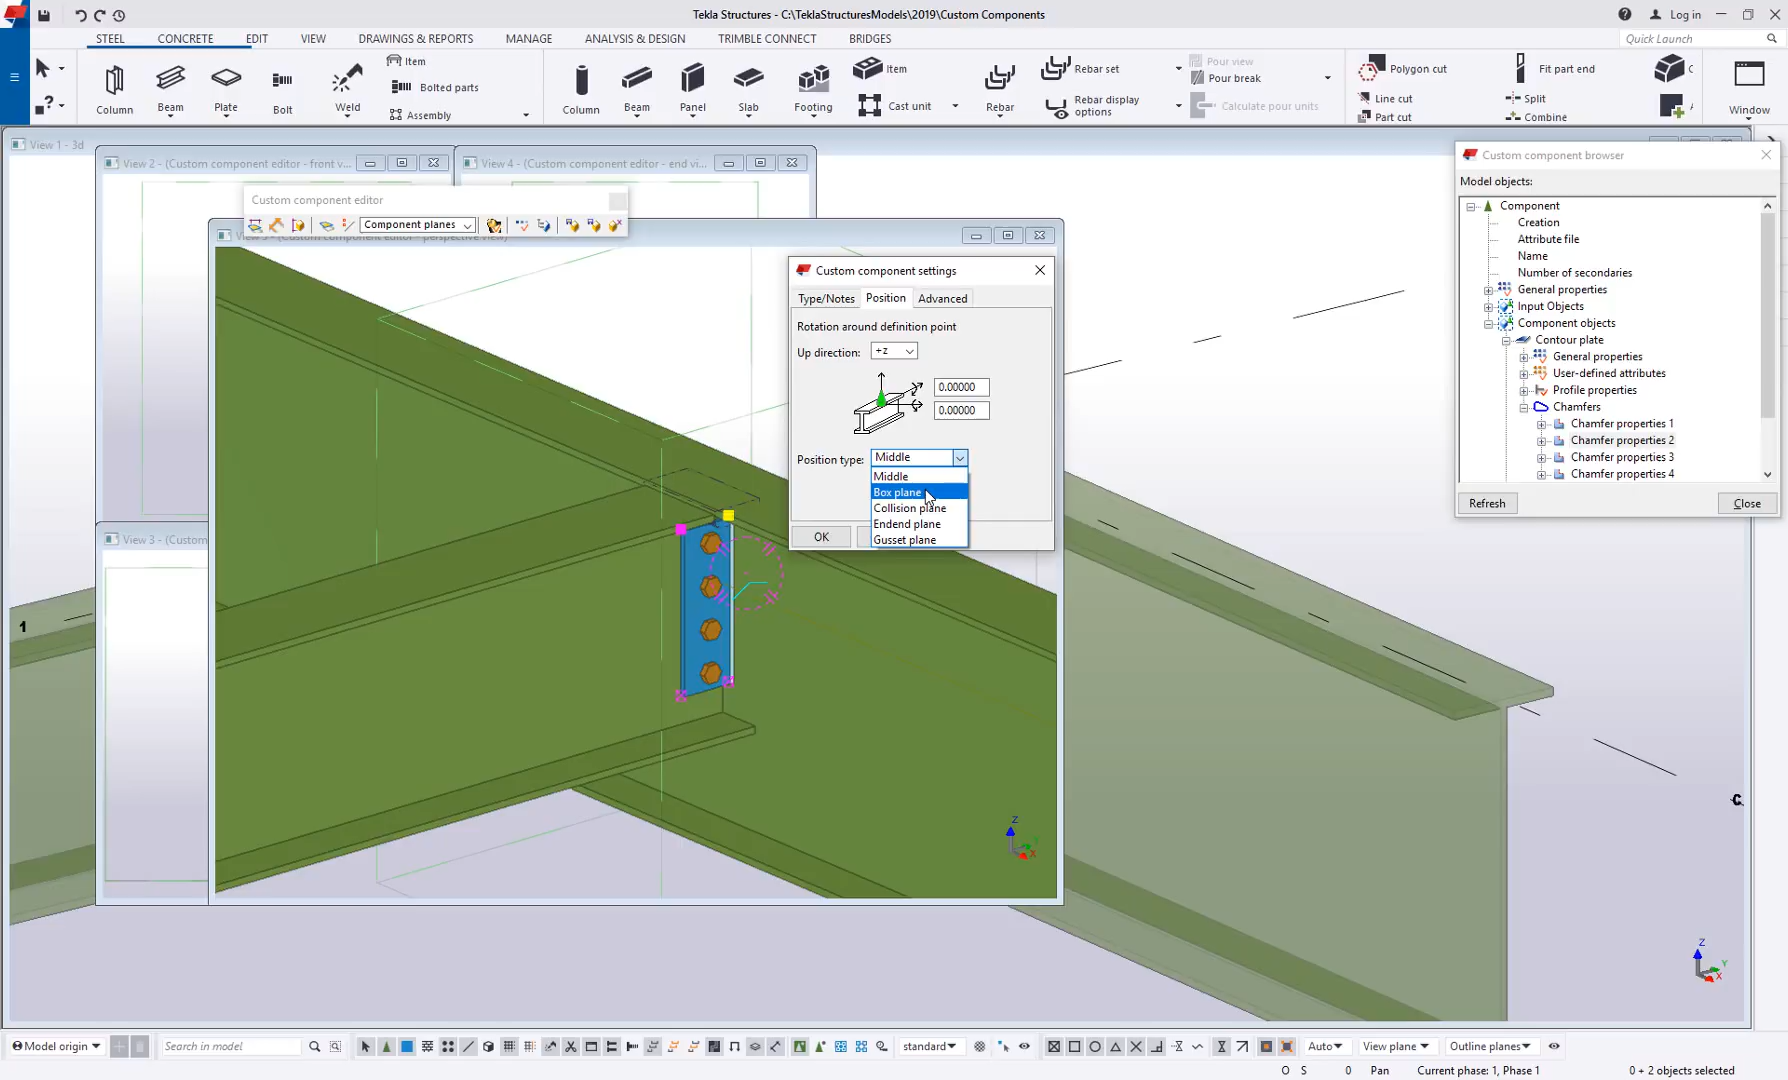 Tekla Structures - C:\TeklaStructuresModels\2019\Custom Components
Log in
STEEL CONCRETE EDIT VIEW DRAWINGS & REPORTS MANAGE ANALYSIS & DESIGN TRIMBLE CONNECT BRIDGES
Quick Launch
Column
Beam
Plate
Bolt
Weld
Item
Bolted parts
Assembly
Column
Beam
Panel
Slab
Footing
Item
Cast unit
Rebar
Rebar set
Rebar display options
Pour view
Pour break
Calculate pour units
Polygon cut
Line cut
Part cut
Fit part end
Split
Combine
Window
View 1 - 3d
View 2 - (Custom component editor - front v...
View 4 - (Custom component editor - end vi...
Custom component editor
Component planes
View 3 - (Custom
Custom component settings
Type/Notes Position Advanced
Rotation around definition point
Up direction: +z
0.00000
0.00000
Position type: Middle
Middle
Box plane
Collision plane
Endend plane
Gusset plane
OK
Custom component browser
Model objects:
Component
Creation
Attribute file
Name
Number of secondaries
General properties
Input Objects
Component objects
Contour plate
General properties
User-defined attributes
Profile properties
Chamfers
Chamfer properties 1
Chamfer properties 2
Chamfer properties 3
Chamfer properties 4
Refresh Close
1
C
Z
X
Z
Y
X
Model origin
Search in model
standard
Auto
View plane
Outline planes
O S 0 Pan Current phase: 1, Phase 1 0 + 2 objects selected